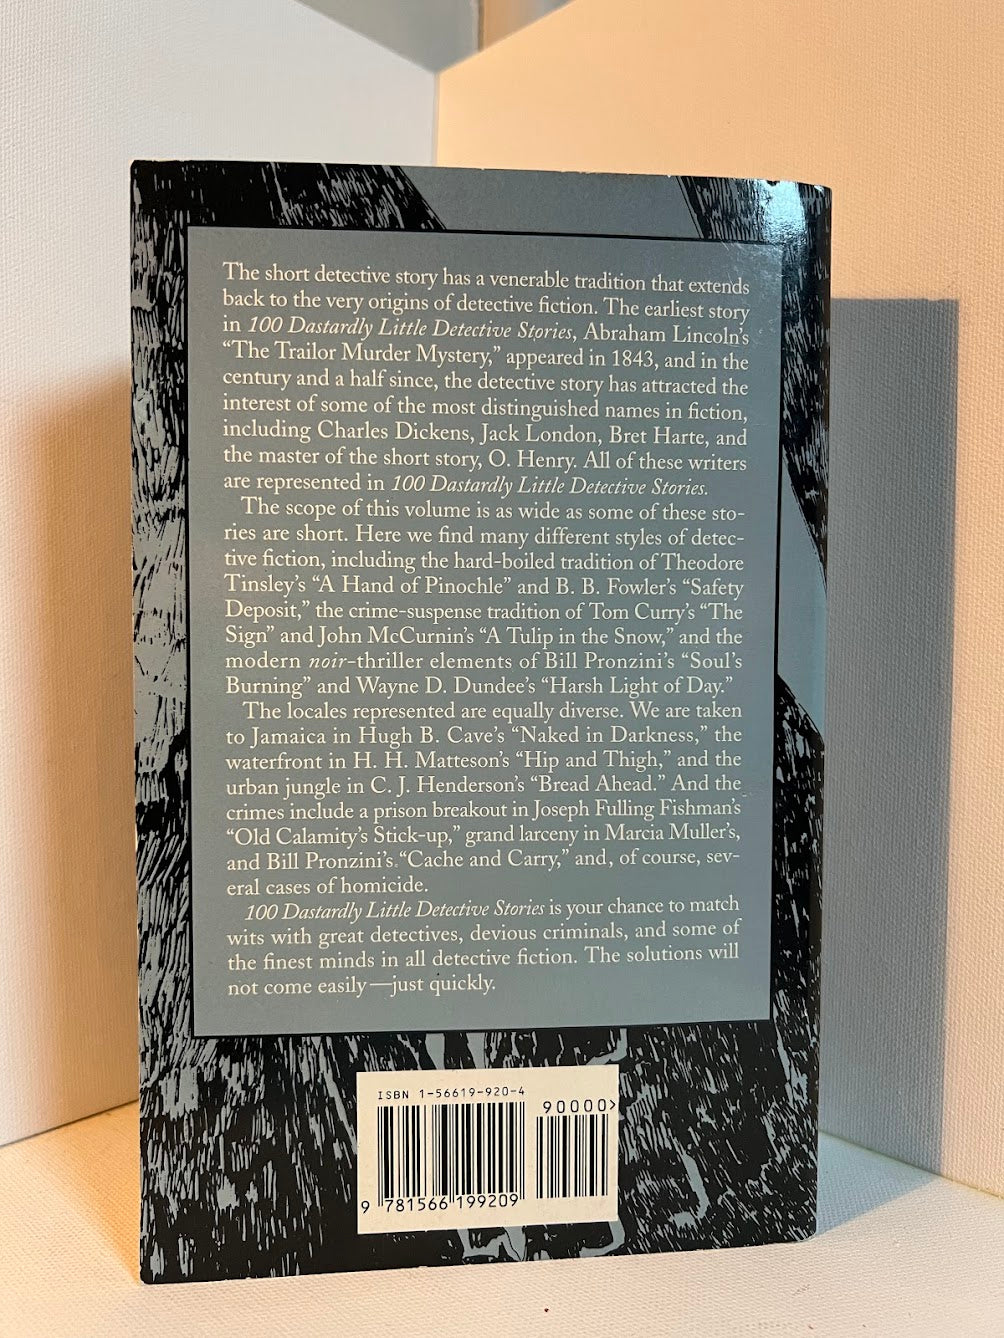 The short detective story has a venerable tradition that extends
back to the very origins of detective fiction. The earliest story
in 100 Dastardly Little Detective Stories, Abraham Lincoln's
“The Trailor Murder Mystery,” appeared in 1843, and in the
century and a half since, the detective story has attracted the
interest of some of the most distinguished names in fiction,
including Charles Dickens, Jack London, Bret Harte, and
the master of the short story, O. Henry. All of these writers
are represented in 100 Dastardly Little Detective Stories.
The scope of this volume is as wide as some of these sto-
ries are short. Here we find many different styles of detec-
tive fiction, including the hard-boiled tradition of Theodore
Tinsley's “A Hand of Pinochle” and B. B. Fowler's “Safety
Deposit,” the crime-suspense tradition of Tom Curry's “The
Sign” and John McCurnin's “A Tulip in the Snow,” and the
modern noir-thriller elements of Bill Pronzini's “Soul's
Burning” and Wayne D. Dundee's “Harsh Light of Day.”
The locales represented are equally diverse. We are taken
to Jamaica in Hugh B. Cave's “Naked in Darkness,” the
waterfront in H. H. Matteson's “Hip and Thigh,” and the
urban jungle in C. J. Henderson's “Bread Ahead.” And the
crimes include a prison breakout in Joseph Fulling Fishman's
“Old Calamity's Stick-up,” grand larceny in Marcia Muller's,
and Bill Pronzini's “Cache and Carry,” and, of course, sev-
eral cases of homicide.
100 Dastardly Little Detective Stories is your chance to match
wits with great detectives, devious criminals, and some of
the finest minds in all detective fiction. The solutions will
not come easily—just quickly.
ISBN 1-56619-920-4
90000>
9 781566 199209